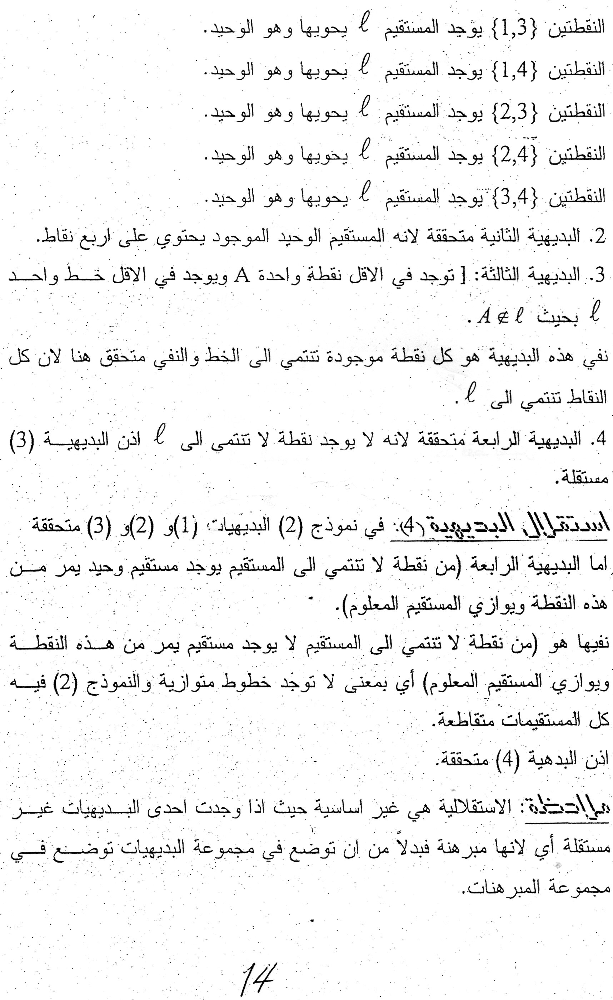 النقطتين {1,3} يوجد المستقيم ℓ يحويها وهو الوحيد.
النقطتين {1,4} يوجد المستقيم ℓ يحويها وهو الوحيد.
النقطتين {2,3} يوجد المستقيم ℓ يحويها وهو الوحيد.
النقطتين {2,4} يوجد المستقيم ℓ يحويها وهو الوحيد.
النقطتين {3,4} يوجد المستقيم ℓ يحويها وهو الوحيد.
2. البديهية الثانية متحققة لانه المستقيم الوحيد الموجود يحتوي على اربع نقاط.
3. البديهية الثالثة: [ توجد في الاقل نقطة واحدة A ويوجد في الاقل خط واحد
ℓ بحيث A ∉ ℓ .
نفي هذه البديهية هو كل نقطة موجودة تنتمي الى الخط والنفي متحقق هنا لان كل
النقاط تنتمي الى ℓ .
4. البديهية الرابعة متحققة لانه لا يوجد نقطة لا تنتمي الى ℓ اذن البديهية (3)
مستقلة.
استقلال البديهية (4): في نموذج (2) البديهيات (1)و (2)و (3) متحققة
اما البديهية الرابعة (من نقطة لا تنتمي الى المستقيم يوجد مستقيم وحيد يمر من
هذه النقطة ويوازي المستقيم المعلوم).
نفيها هو (من نقطة لا تنتمي الى المستقيم لا يوجد مستقيم يمر من هذه النقطة
ويوازي المستقيم المعلوم) أي بمعنى لا توجد خطوط متوازية والنموذج (2) فيه
كل المستقيمات متقاطعة.
اذن البدهية (4) متحققة.
ملاحظة: الاستقلالية هي غير اساسية حيث اذا وجدت احدى البديهيات غير
مستقلة أي لانها مبرهنة فبدلاً من ان توضع في مجموعة البديهيات توضع في
مجموعة المبرهنات.
14